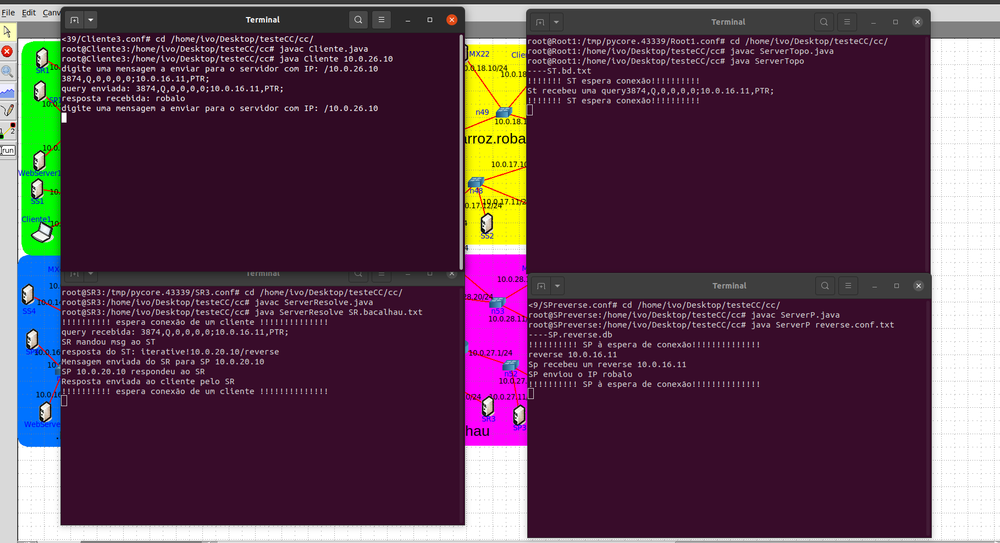 File Edit Canv
Terminal
<39/Cliente3.conf# cd /home/ivo/Desktop/testeCC/cc/
root@Cliente3:/home/ivo/Desktop/testeCC/cc# javac Cliente.java
root@Cliente3:/home/ivo/Desktop/testeCC/cc# java Cliente 10.0.26.10
digite uma mensagem a enviar para o servidor com IP: /10.0.26.10
3874,Q,0,0,0,0;10.0.16.11,PTR;
query enviada: 3874,Q,0,0,0,0;10.0.16.11,PTR;
resposta recebida: robalo
digite uma mensagem a enviar para o servidor com IP: /10.0.26.10
Terminal
root@Root1:/tmp/pycore.43339/Root1.conf# cd /home/ivo/Desktop/testeCC/cc/
root@Root1:/home/ivo/Desktop/testeCC/cc# javac ServerTopo.java
root@Root1:/home/ivo/Desktop/testeCC/cc# java ServerTopo
----ST.bd.txt
!!!!!!! ST espera conexão!!!!!!!!!!
St recebeu uma query3874,Q,0,0,0,0;10.0.16.11,PTR;
!!!!!!! ST espera conexão!!!!!!!!!!
Terminal
root@SR3:/tmp/pycore.43339/SR3.conf# cd /home/ivo/Desktop/testeCC/cc/
root@SR3:/home/ivo/Desktop/testeCC/cc# javac ServerResolve.java
root@SR3:/home/ivo/Desktop/testeCC/cc# java ServerResolve SR.bacalhau.txt
!!!!!!!!!! espera conexão de um cliente !!!!!!!!!!!!!!
query recebida: 3874,Q,0,0,0,0;10.0.16.11,PTR;
SR mandou msg ao ST
resposta do ST: iterative!10.0.20.10/reverse
Mensagem enviada do SR para SP 10.0.20.10
SP 10.0.20.10 respondeu ao SR
Resposta enviada ao cliente pelo SR
!!!!!!!!!! espera conexão de um cliente !!!!!!!!!!!!!!
Terminal
<9/SPreverse.conf# cd /home/ivo/Desktop/testeCC/cc/
root@SPreverse:/home/ivo/Desktop/testeCC/cc# javac ServerP.java
root@SPreverse:/home/ivo/Desktop/testeCC/cc# java ServerP reverse.conf.txt
----SP.reverse.db
!!!!!!!!!! SP à espera de conexão!!!!!!!!!!!!!!
reverse 10.0.16.11
Sp recebeu um reverse 10.0.16.11
SP enviou o IP robalo
!!!!!!!!!! SP à espera de conexão!!!!!!!!!!!!!!
run
SR1
10.
SP1
10.0.
WebServer1
10.
SS1
Cliente1
10.
MX
10.
10.0.14
SS4
10.0.16
10
10.0.16
WebServe
MX22
Clie
0.18.10/24
10.0.18
n49
10.0.18.1
arroz.roba
10.0.17.10
n48
10.0.17.11/2
0.17.12/24
SS2
10.0.28.
28.20/24
n53
10.0.28.11/
10.0.27.1/24
n52
10.0.27.
0/24
10.0.27.11/
SR3
SP3
hau